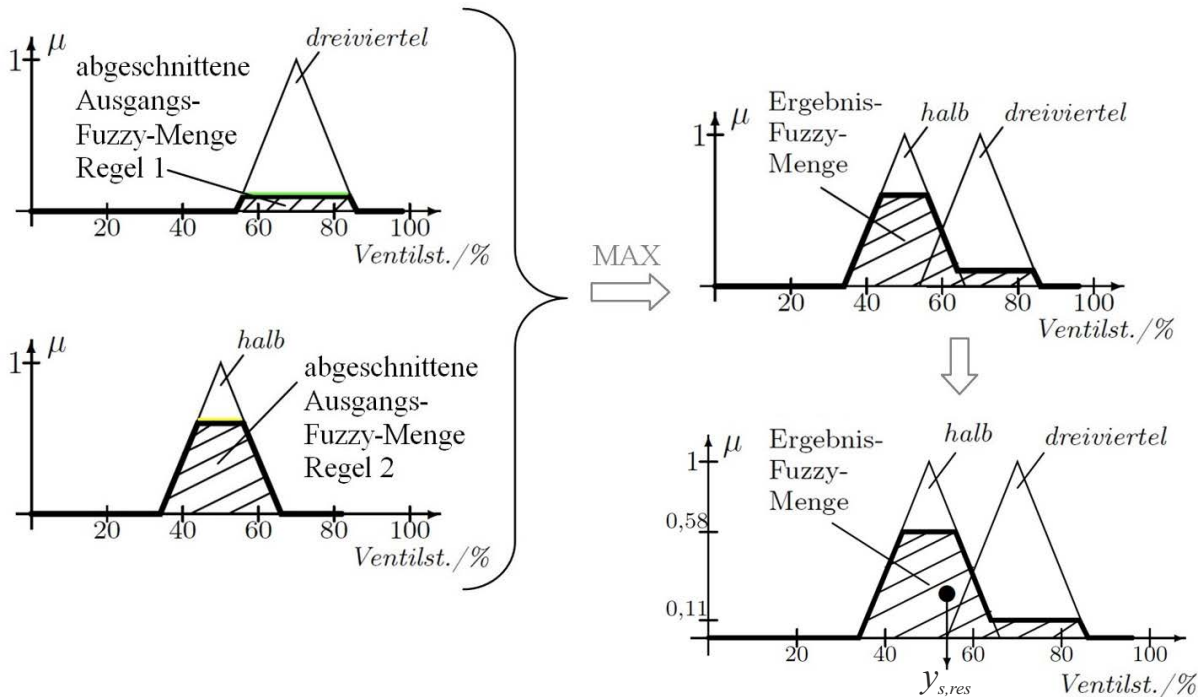 1
μ
dreiviertel
abgeschnittene
Ausgangs-
Fuzzy-Menge
Regel 1
20 40 60 80 100
Ventilst./%
1
μ
halb
abgeschnittene
Ausgangs-
Fuzzy-Menge
Regel 2
20 40 60 80 100
Ventilst./%
MAX
1
μ
Ergebnis-
Fuzzy-
Menge
halb
dreiviertel
20 40 60 80 100
Ventilst./%
1
μ
Ergebnis-
Fuzzy-
Menge
halb
dreiviertel
0,58
0,11
20 40 60 80 100
y_{s,res}
Ventilst./%